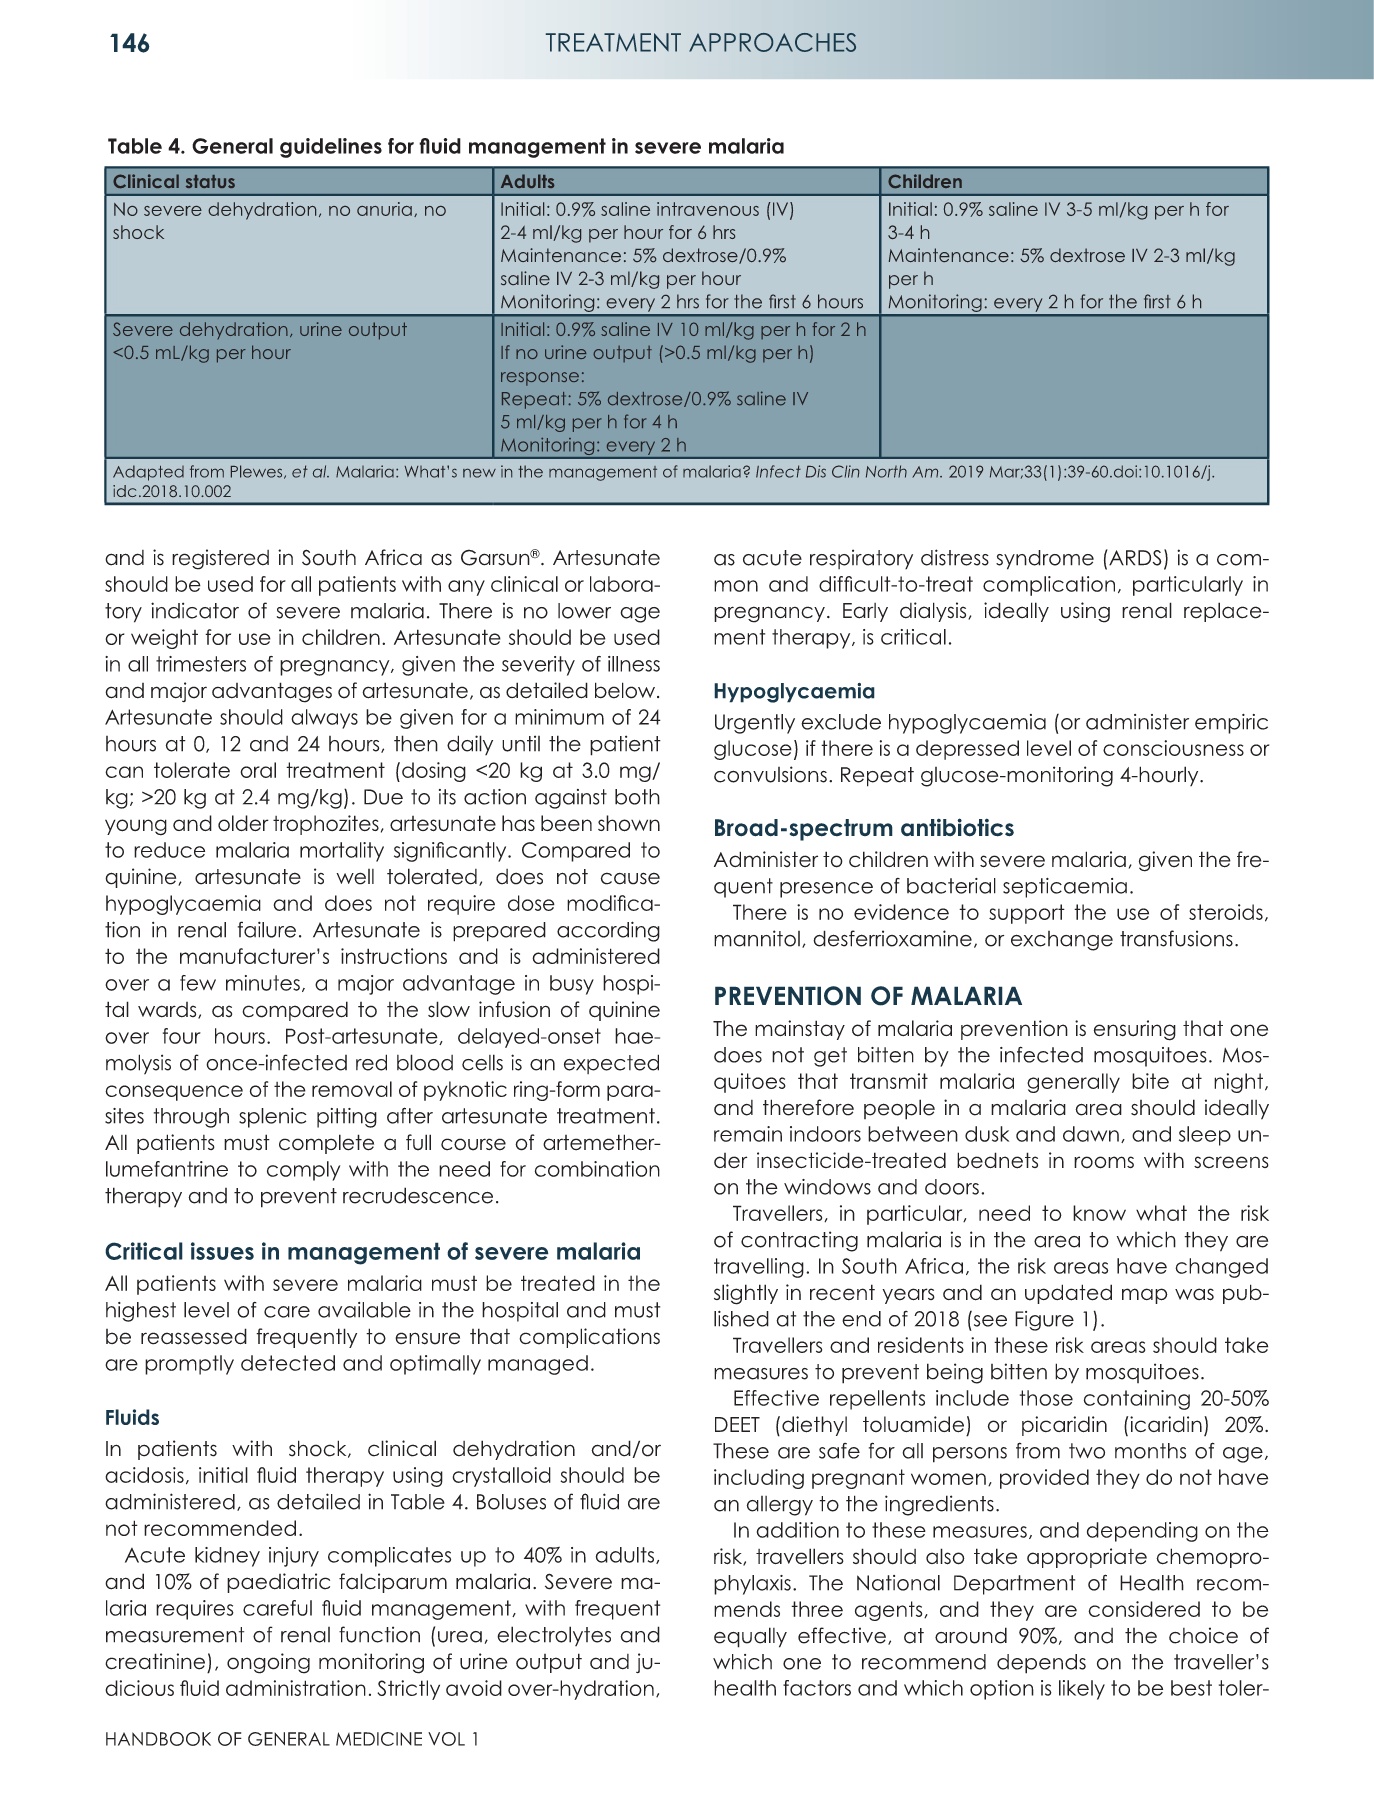 146
TREATMENT APPROACHES
Table 4. General guidelines for fluid management in severe malaria
Clinical status
Adults
Children
No severe dehydration, no anuria, no
shock
Initial: 0.9% saline intravenous (IV)
2-4 ml/kg per hour for 6 hrs
Maintenance: 5% dextrose/0.9%
saline IV 2-3 ml/kg per hour
Monitoring: every 2 hrs for the first 6 hours
Initial: 0.9% saline IV 3-5 ml/kg per h for
3-4 h
Maintenance: 5% dextrose IV 2-3 ml/kg
per h
Monitoring: every 2 h for the first 6 h
Severe dehydration, urine output
<0.5 mL/kg per hour
Initial: 0.9% saline IV 10 ml/kg per h for 2 h
If no urine output (>0.5 ml/kg per h)
response:
Repeat: 5% dextrose/0.9% saline IV
5 ml/kg per h for 4 h
Monitoring: every 2 h
Adapted from Plewes, et al. Malaria: What's new in the management of malaria? Infect Dis Clin North Am. 2019 Mar;33(1):39-60.doi:10.1016/j.
idc.2018.10.002
and is registered in South Africa as Garsun®. Artesunate
should be used for all patients with any clinical or labora-
tory indicator of severe malaria. There is no lower age
or weight for use in children. Artesunate should be used
in all trimesters of pregnancy, given the severity of illness
and major advantages of artesunate, as detailed below.
Artesunate should always be given for a minimum of 24
hours at 0, 12 and 24 hours, then daily until the patient
can tolerate oral treatment (dosing <20 kg at 3.0 mg/
kg; >20 kg at 2.4 mg/kg). Due to its action against both
young and older trophozites, artesunate has been shown
to reduce malaria mortality significantly. Compared to
quinine, artesunate is well tolerated, does not cause
hypoglycaemia and does not require dose modifica-
tion in renal failure. Artesunate is prepared according
to the manufacturer's instructions and is administered
over a few minutes, a major advantage in busy hospi-
tal wards, as compared to the slow infusion of quinine
over four hours. Post-artesunate, delayed-onset hae-
molysis of once-infected red blood cells is an expected
consequence of the removal of pyknotic ring-form para-
sites through splenic pitting after artesunate treatment.
All patients must complete a full course of artemether-
lumefantrine to comply with the need for combination
therapy and to prevent recrudescence.
Critical issues in management of severe malaria
All patients with severe malaria must be treated in the
highest level of care available in the hospital and must
be reassessed frequently to ensure that complications
are promptly detected and optimally managed.
Fluids
In patients with shock, clinical dehydration and/or
acidosis, initial fluid therapy using crystalloid should be
administered, as detailed in Table 4. Boluses of fluid are
not recommended.
Acute kidney injury complicates up to 40% in adults,
and 10% of paediatric falciparum malaria. Severe ma-
laria requires careful fluid management, with frequent
measurement of renal function (urea, electrolytes and
creatinine), ongoing monitoring of urine output and ju-
dicious fluid administration. Strictly avoid over-hydration,
as acute respiratory distress syndrome (ARDS) is a com-
mon and difficult-to-treat complication, particularly in
pregnancy. Early dialysis, ideally using renal replace-
ment therapy, is critical.
Hypoglycaemia
Urgently exclude hypoglycaemia (or administer empiric
glucose) if there is a depressed level of consciousness or
convulsions. Repeat glucose-monitoring 4-hourly.
Broad-spectrum antibiotics
Administer to children with severe malaria, given the fre-
quent presence of bacterial septicaemia.
There is no evidence to support the use of steroids,
mannitol, desferrioxamine, or exchange transfusions.
PREVENTION OF MALARIA
The mainstay of malaria prevention is ensuring that one
does not get bitten by the infected mosquitoes. Mos-
quitoes that transmit malaria generally bite at night,
and therefore people in a malaria area should ideally
remain indoors between dusk and dawn, and sleep un-
der insecticide-treated bednets in rooms with screens
on the windows and doors.
Travellers, in particular, need to know what the risk
of contracting malaria is in the area to which they are
travelling. In South Africa, the risk areas have changed
slightly in recent years and an updated map was pub-
lished at the end of 2018 (see Figure 1).
Travellers and residents in these risk areas should take
measures to prevent being bitten by mosquitoes.
Effective repellents include those containing 20-50%
DEET (diethyl toluamide) or picaridin (icaridin) 20%.
These are safe for all persons from two months of age,
including pregnant women, provided they do not have
an allergy to the ingredients.
In addition to these measures, and depending on the
risk, travellers should also take appropriate chemopro-
phylaxis. The National Department of Health recom-
mends three agents, and they are considered to be
equally effective, at around 90%, and the choice of
which one to recommend depends on the traveller's
health factors and which option is likely to be best toler-
HANDBOOK OF GENERAL MEDICINE VOL 1